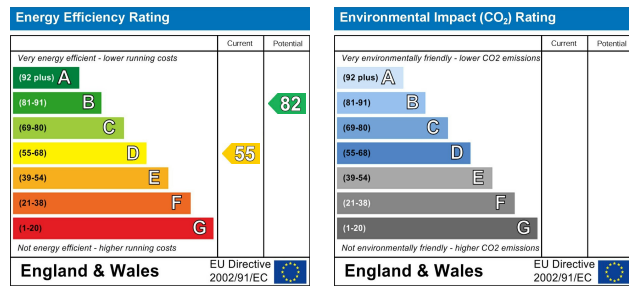 Energy Efficiency Rating
Current Potential
Very energy efficient - lower running costs
(92 plus) A
(81-91) B
82
(69-80) C
(55-68) D
55
(39-54) E
(21-38) F
(1-20) G
Not energy efficient - higher running costs
England & Wales
EU Directive
2002/91/EC
Environmental Impact (CO₂) Rating
Current Potential
Very environmentally friendly - lower CO2 emissions
(92 plus) A
(81-91) B
(69-80) C
(55-68) D
(39-54) E
(21-38) F
(1-20) G
Not environmentally friendly - higher CO2 emissions
England & Wales
EU Directive
2002/91/EC